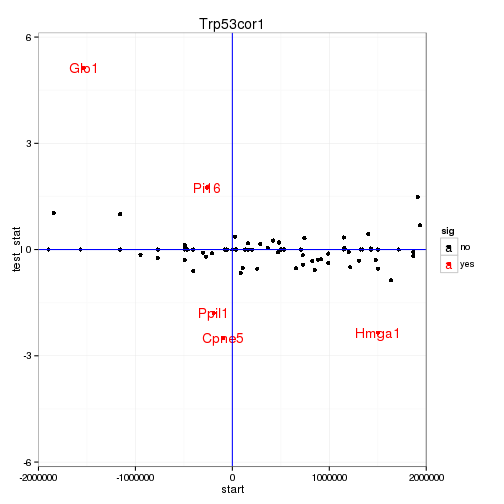 Trp53cor1
6
3
0
-3
-6
test_stat
Glo1
Pi16
Ppil1
Cpne5
Hmga1
sig
a no
a yes
-2000000 -1000000 0 1000000 2000000
start